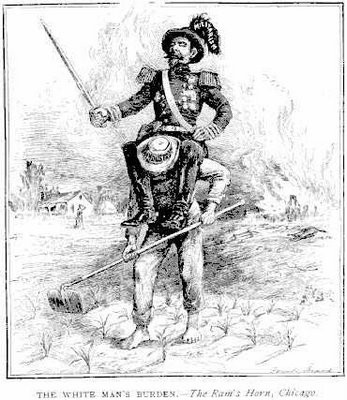 THE WHITE MAN'S BURDEN.—The Ram's Horn, Chicago.